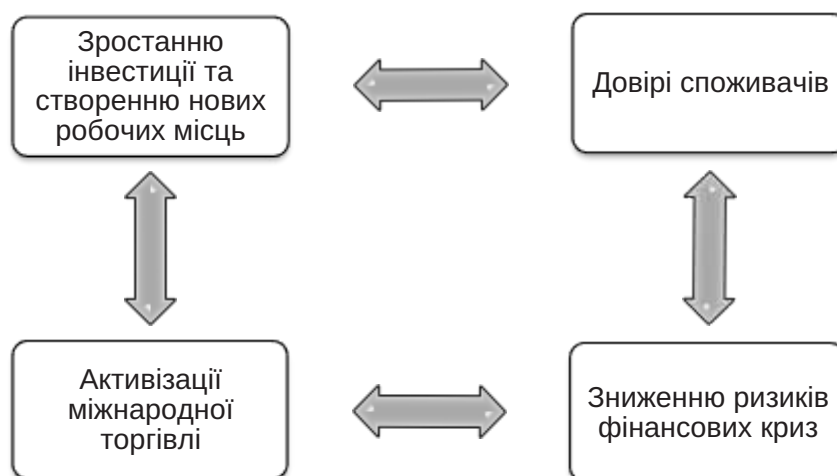 Зростанню
інвестиції та
створенню нових
робочих місць
Довірі споживачів
Активізації
міжнародної
торгівлі
Зниженню ризиків
фінансових криз